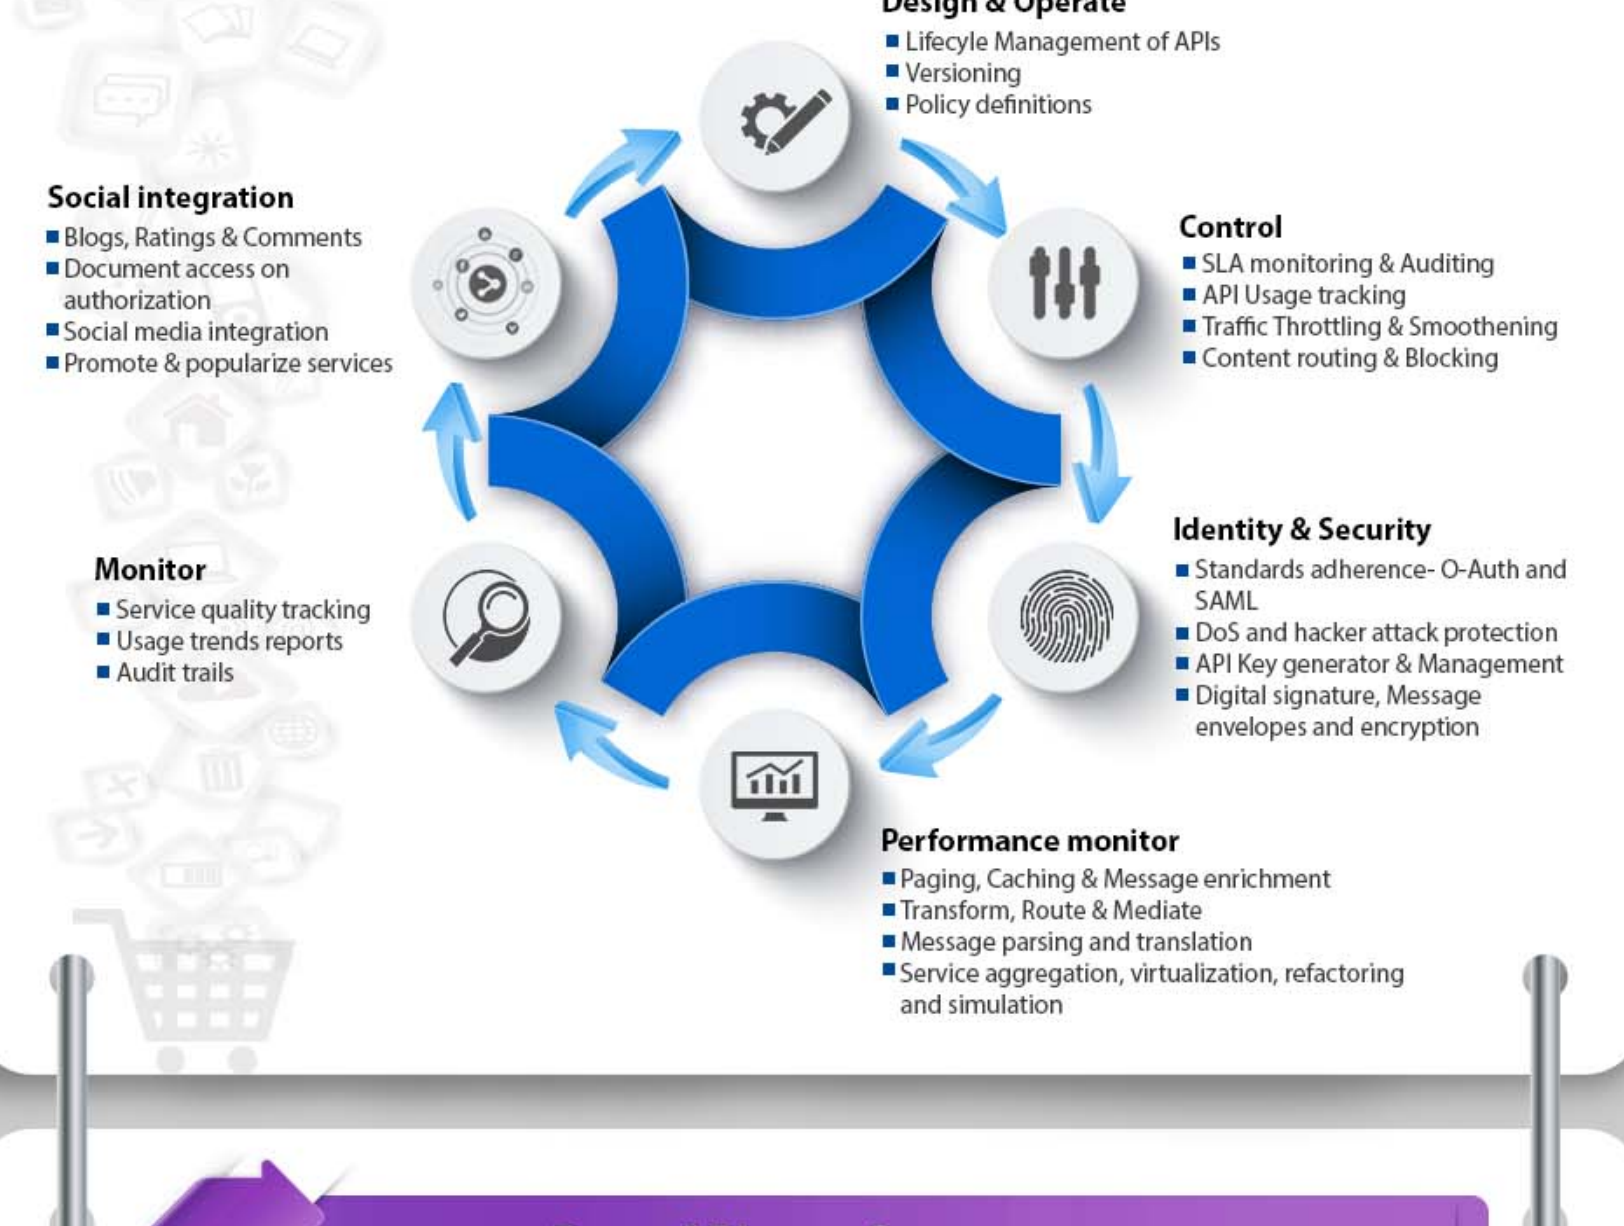 Design & Operate
Lifecyle Management of APIs
Versioning
Policy definitions
Social integration
Blogs, Ratings & Comments
Document access on
authorization
Social media integration
Promote & popularize services
Control
SLA monitoring & Auditing
API Usage tracking
Traffic Throttling & Smoothening
Content routing & Blocking
Identity & Security
Standards adherence- O-Auth and
SAML
DoS and hacker attack protection
API Key generator & Management
Digital signature, Message
envelopes and encryption
Monitor
Service quality tracking
Usage trends reports
Audit trails
Performance monitor
Paging, Caching & Message enrichment
Transform, Route & Mediate
Message parsing and translation
Service aggregation, virtualization, refactoring
and simulation